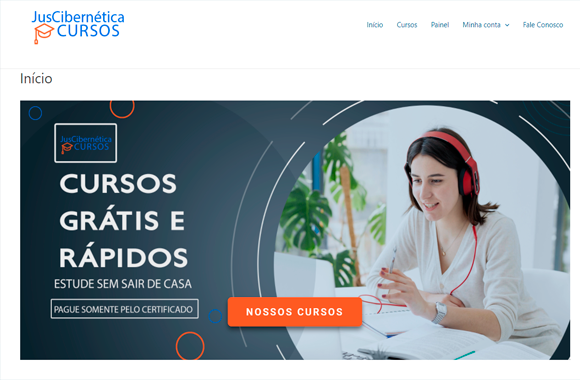 JusCibernética
CURSOS
Início Cursos Painel Minha conta Fale Conosco
Início
JusCibernética
CURSOS
CURSOS
GRÁTIS E
RÁPIDOS
ESTUDE SEM SAIR DE CASA
PAGUE SOMENTE PELO CERTIFICADO
NOSSOS CURSOS